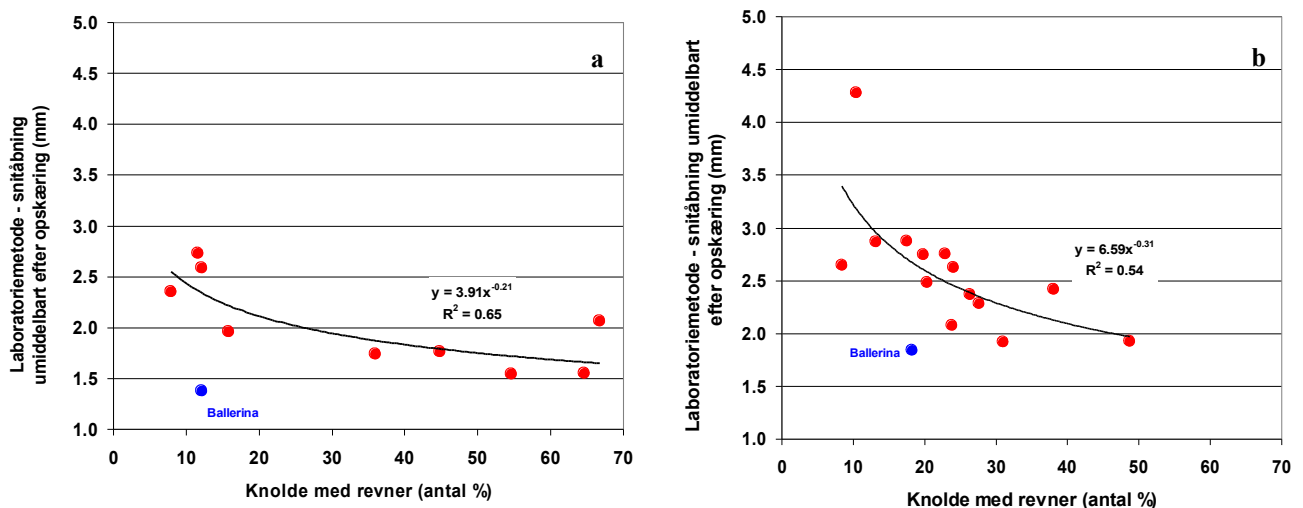 5.0
4.5
4.0
3.5
3.0
2.5
2.0
1.5
1.0
Laboratoriemetode - snitåbning
umiddelbart efter opskæring (mm)
a
y = 3.91x^-0.21
R² = 0.65
Ballerina
0 10 20 30 40 50 60 70
Knolde med revner (antal %)
5.0
4.5
4.0
3.5
3.0
2.5
2.0
1.5
1.0
Laboratoriemetode - snitåbning umiddelbart
efter opskæring (mm)
b
y = 6.59x^-0.31
R² = 0.54
Ballerina
0 10 20 30 40 50 60 70
Knolde med revner (antal %)